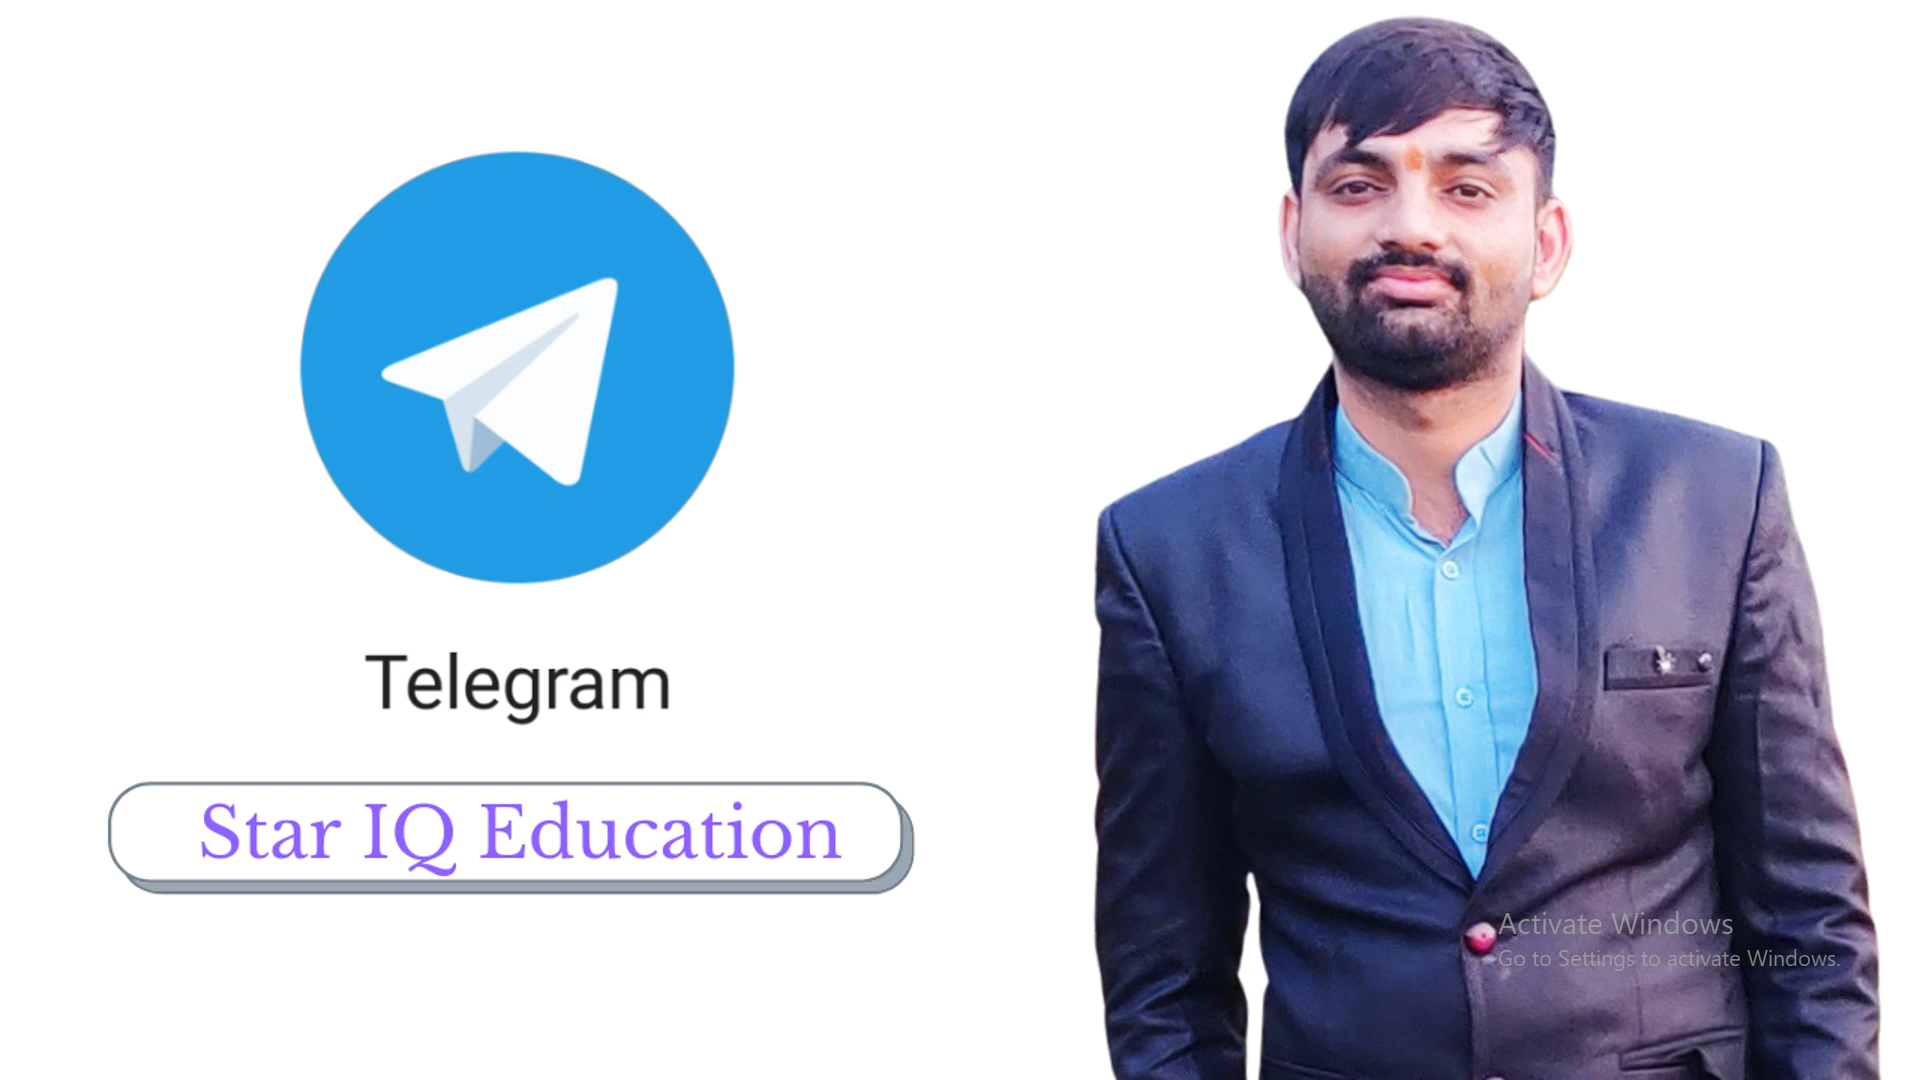 Telegram
Star IQ Education
Activate Windows
Go to Settings to activate Windows.